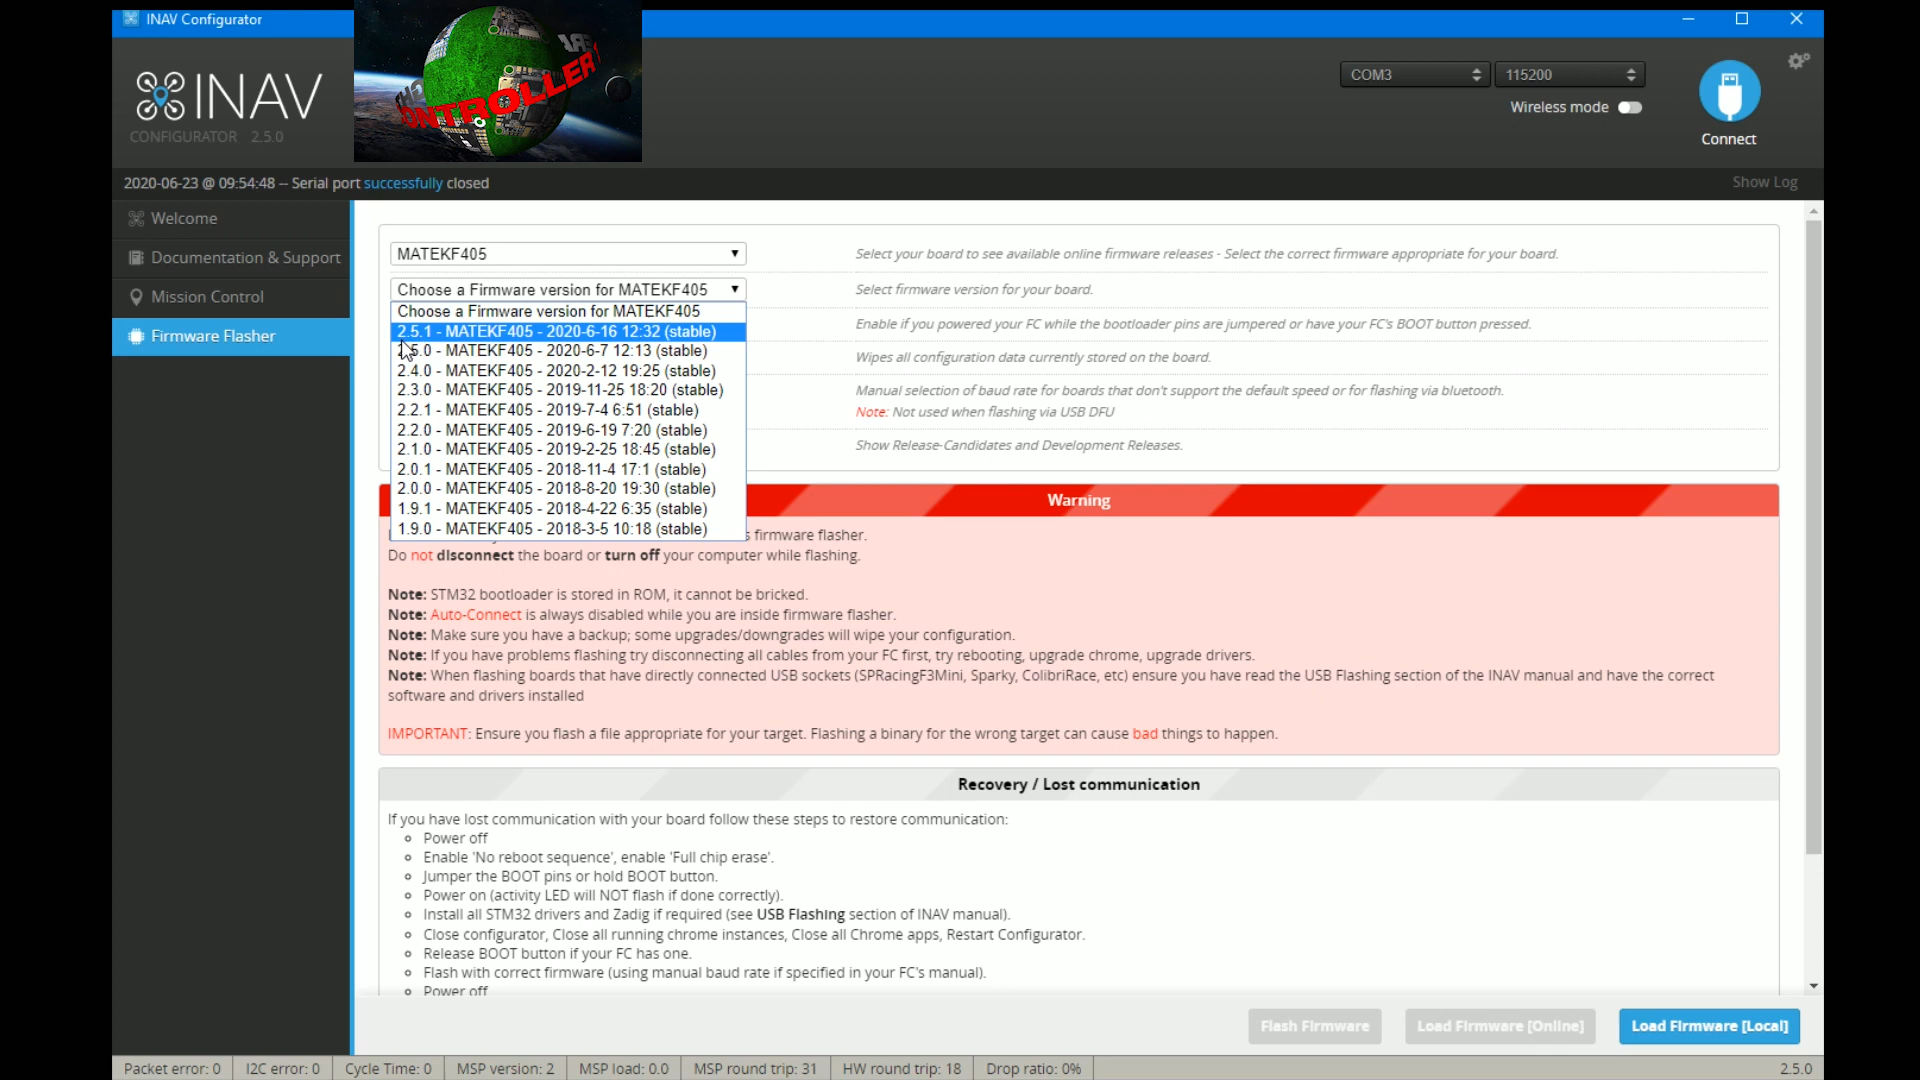 INAV Configurator
INAV
CONFIGURATOR 2.5.0
CONTROLLER
COM3
115200
Wireless mode
Connect
2020-06-23 @ 09:54:48 -- Serial port successfully closed
Show Log
Welcome
Documentation & Support
Mission Control
Firmware Flasher
MATEKF405
Select your board to see available online firmware releases - Select the correct firmware appropriate for your board.
Choose a Firmware version for MATEKF405
Select firmware version for your board.
Choose a Firmware version for MATEKF405
2.5.1 - MATEKF405 - 2020-6-16 12:32 (stable)
2.5.0 - MATEKF405 - 2020-6-7 12:13 (stable)
2.4.0 - MATEKF405 - 2020-2-12 19:25 (stable)
2.3.0 - MATEKF405 - 2019-11-25 18:20 (stable)
2.2.1 - MATEKF405 - 2019-7-4 6:51 (stable)
2.2.0 - MATEKF405 - 2019-6-19 7:20 (stable)
2.1.0 - MATEKF405 - 2019-2-25 18:45 (stable)
2.0.1 - MATEKF405 - 2018-11-4 17:1 (stable)
2.0.0 - MATEKF405 - 2018-8-20 19:30 (stable)
1.9.1 - MATEKF405 - 2018-4-22 6:35 (stable)
1.9.0 - MATEKF405 - 2018-3-5 10:18 (stable)
Enable if you powered your FC while the bootloader pins are jumpered or have your FC's BOOT button pressed.
Wipes all configuration data currently stored on the board.
Manual selection of baud rate for boards that don't support the default speed or for flashing via bluetooth.
Note: Not used when flashing via USB DFU
Show Release-Candidates and Development Releases.
Warning
firmware flasher.
Do not disconnect the board or turn off your computer while flashing.
Note: STM32 bootloader is stored in ROM, it cannot be bricked.
Note: Auto-Connect is always disabled while you are inside firmware flasher.
Note: Make sure you have a backup; some upgrades/downgrades will wipe your configuration.
Note: If you have problems flashing try disconnecting all cables from your FC first, try rebooting, upgrade chrome, upgrade drivers.
Note: When flashing boards that have directly connected USB sockets (SPRacingF3Mini, Sparky, ColibriRace, etc) ensure you have read the USB Flashing section of the INAV manual and have the correct
software and drivers installed
IMPORTANT: Ensure you flash a file appropriate for your target. Flashing a binary for the wrong target can cause bad things to happen.
Recovery / Lost communication
If you have lost communication with your board follow these steps to restore communication:
Power off
Enable 'No reboot sequence', enable 'Full chip erase'.
Jumper the BOOT pins or hold BOOT button.
Power on (activity LED will NOT flash if done correctly).
Install all STM32 drivers and Zadig if required (see USB Flashing section of INAV manual).
Close configurator, Close all running chrome instances, Close all Chrome apps, Restart Configurator.
Release BOOT button if your FC has one.
Flash with correct firmware (using manual baud rate if specified in your FC's manual).
Power off
Flash Firmware
Load Firmware [Online]
Load Firmware [Local]
Packet error: 0
I2C error: 0
Cycle Time: 0
MSP version: 2
MSP load: 0.0
MSP round trip: 31
HW round trip: 18
Drop ratio: 0%
2.5.0